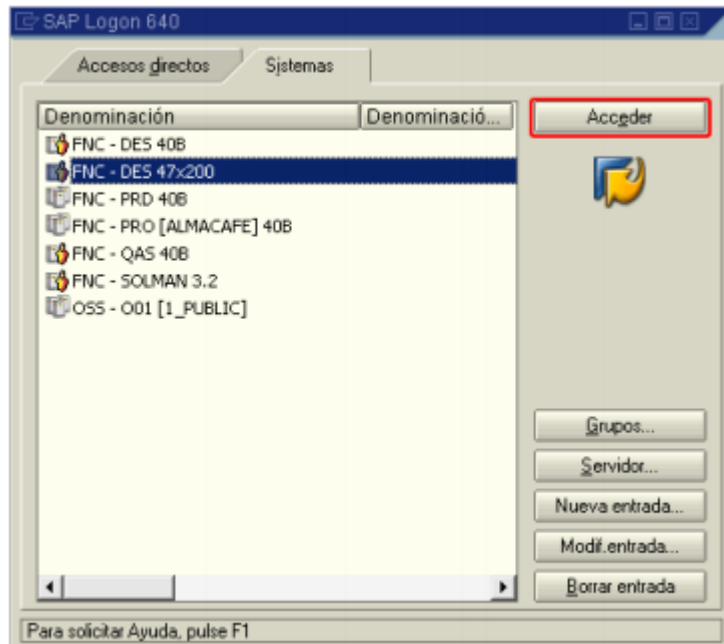 SAP Logon 640
Accesos directos
Sistemas
Denominación
Denominació...
Acceder
FNC - DES 40B
FNC - DES 47x200
FNC - PRD 40B
FNC - PRO [ALMACAFE] 40B
FNC - QAS 40B
FNC - SOLMAN 3.2
OSS - O01 [1_PUBLIC]
Grupos...
Servidor...
Nueva entrada...
Modif.entrada...
Borrar entrada
Para solicitar Ayuda, pulse F1